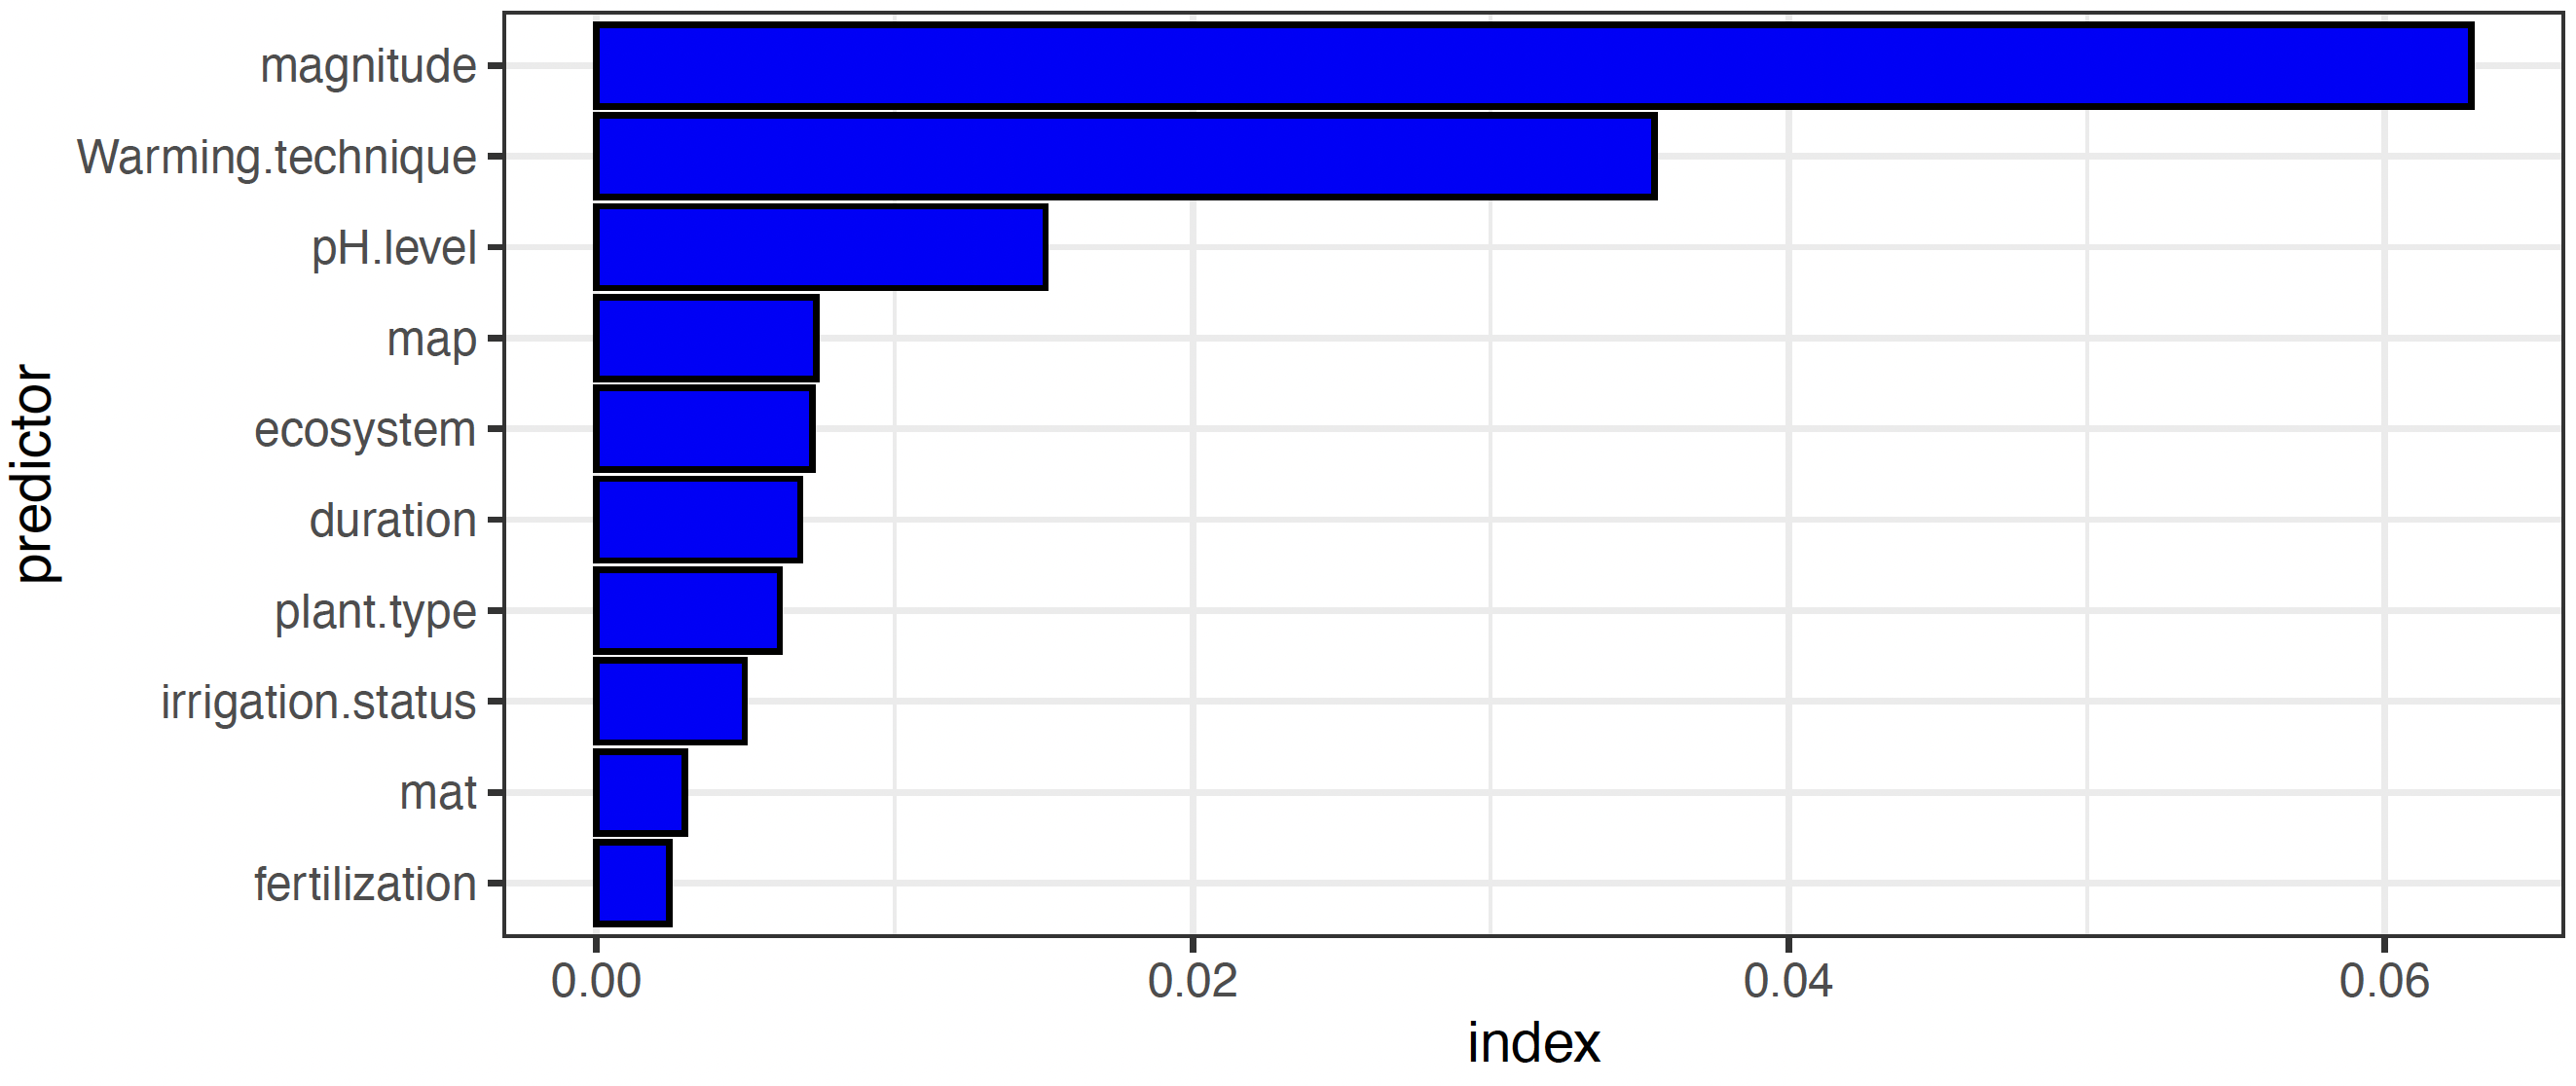 magnitude
Warming.technique
pH.level
map
ecosystem
duration
plant.type
irrigation.status
mat
fertilization
predictor
0.00 0.02 0.04 0.06
index